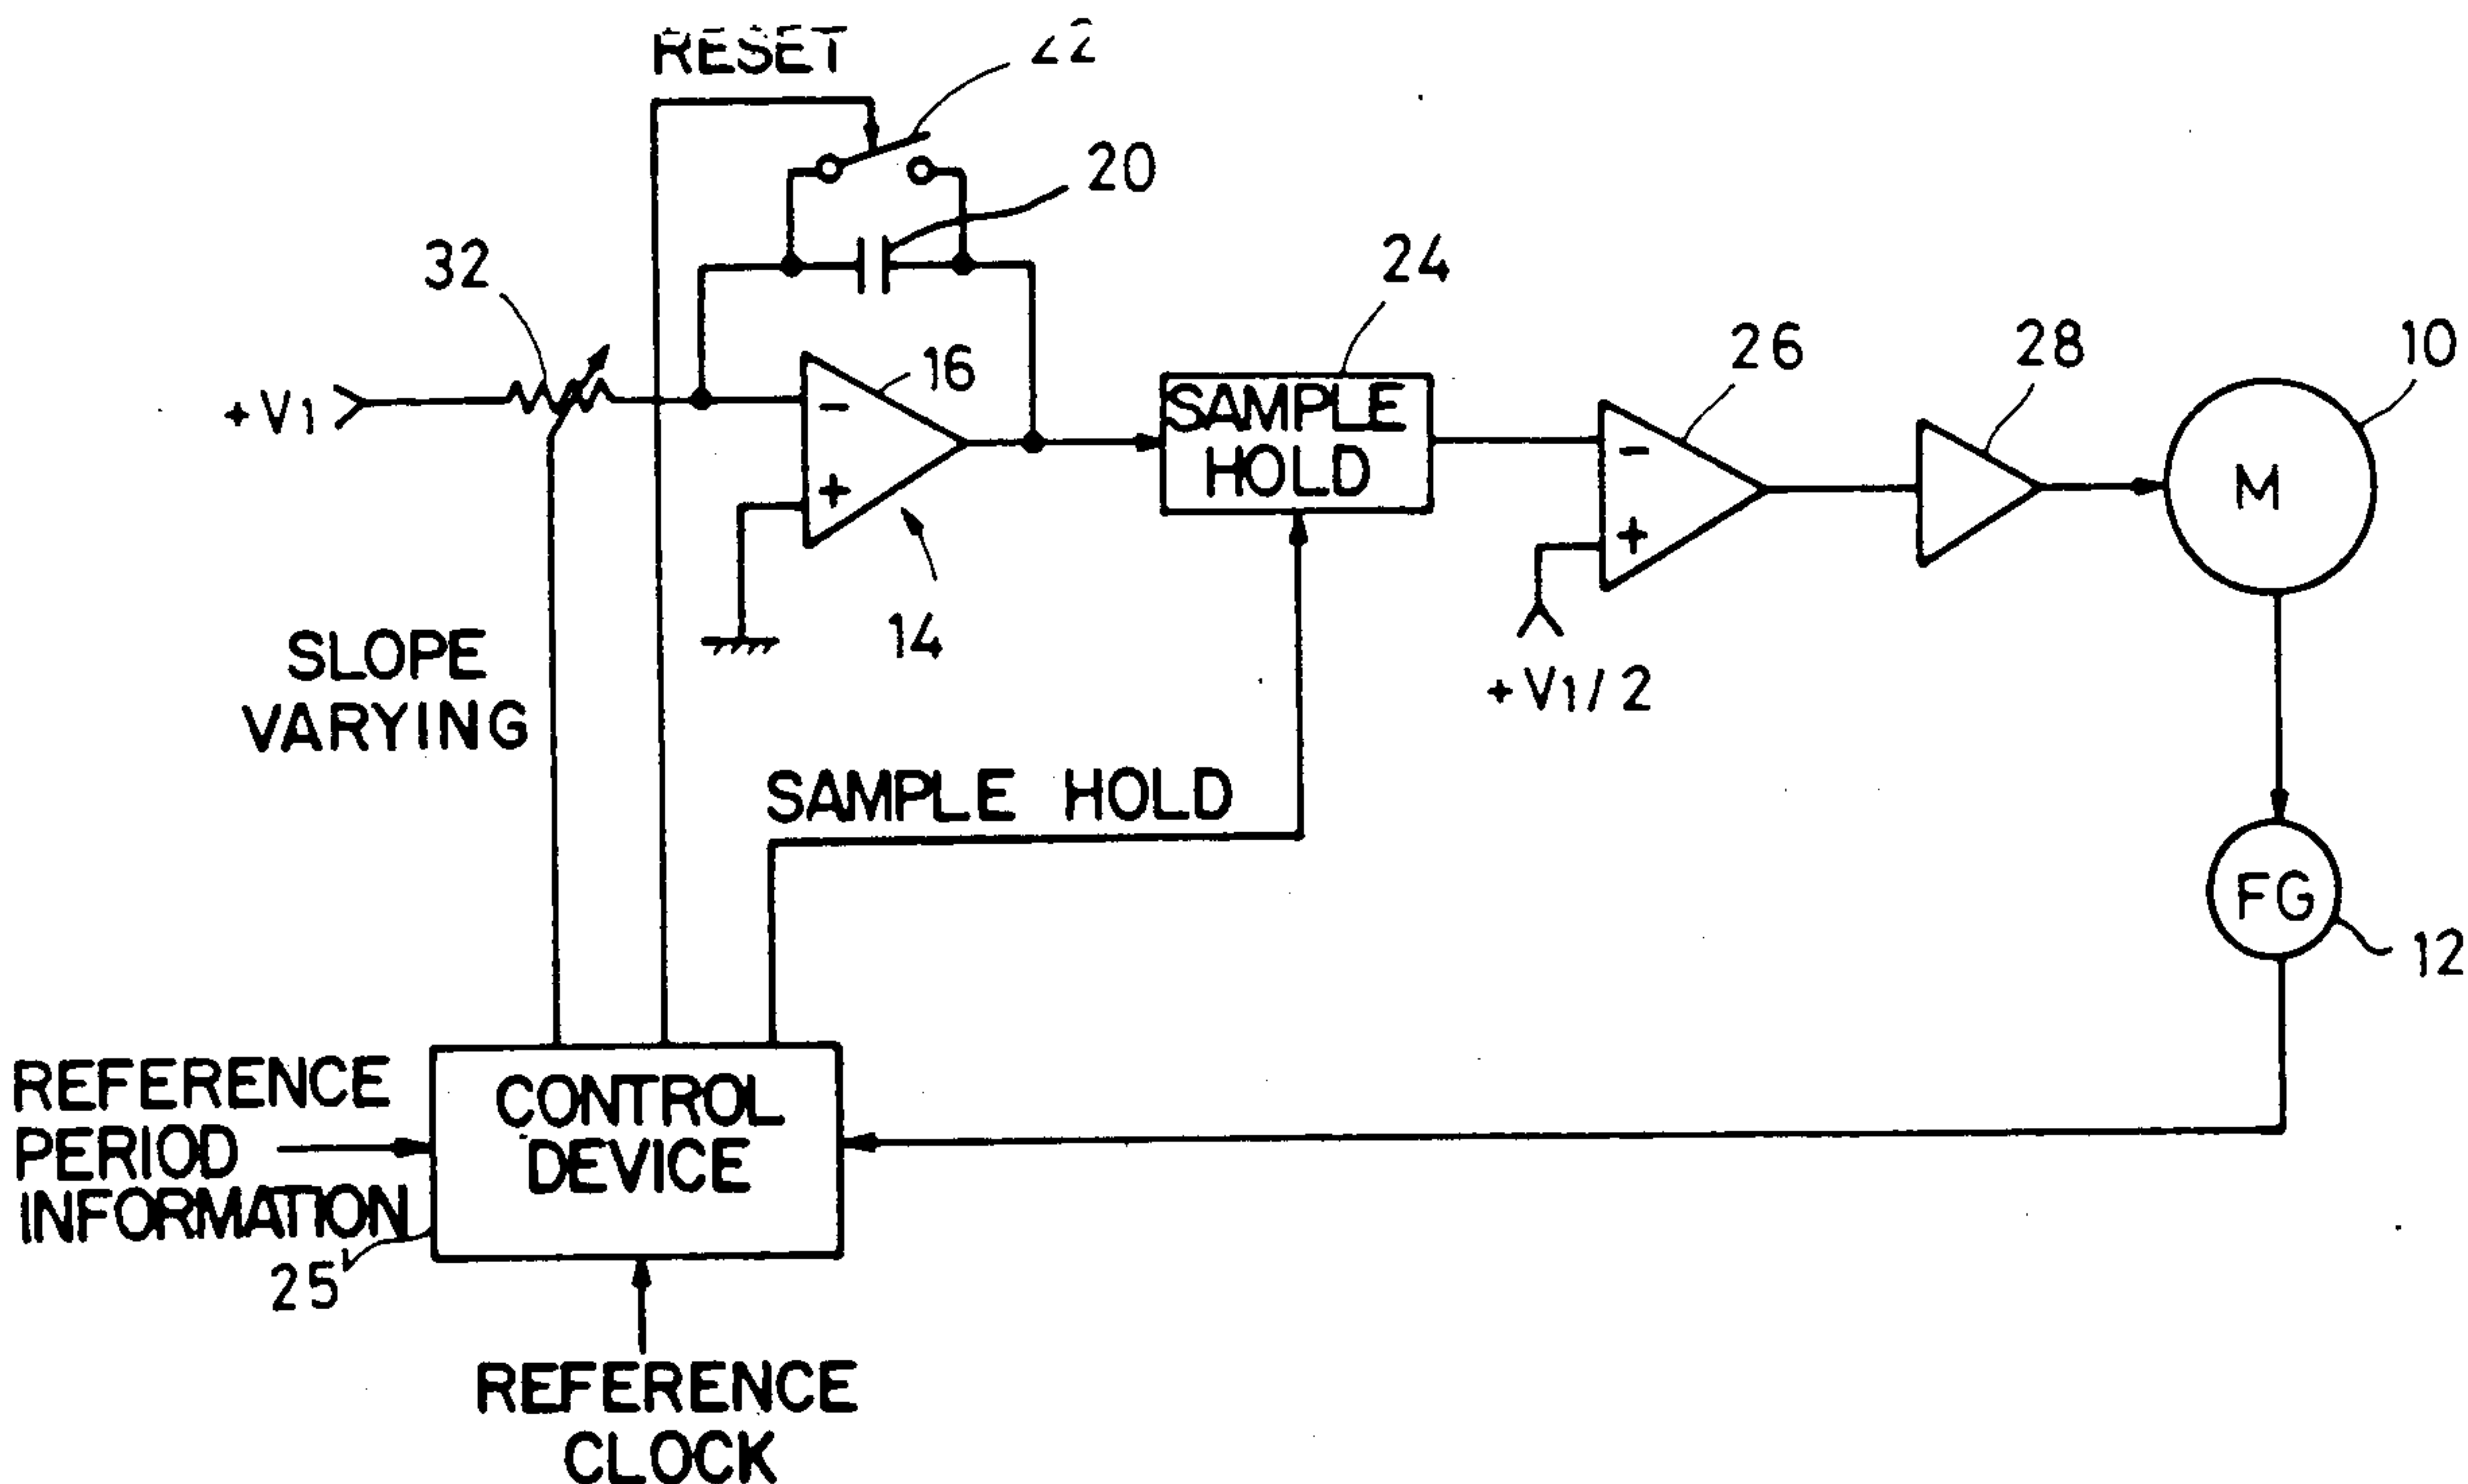 RESET
22
20
32
24
16
26
28
10
+V1
-
+
SAMPLE
HOLD
-
+
M
14
SLOPE
VARYING
+V1/2
SAMPLE HOLD
FG
12
REFERENCE
PERIOD
INFORMATION
CONTROL
DEVICE
25
REFERENCE
CLOCK